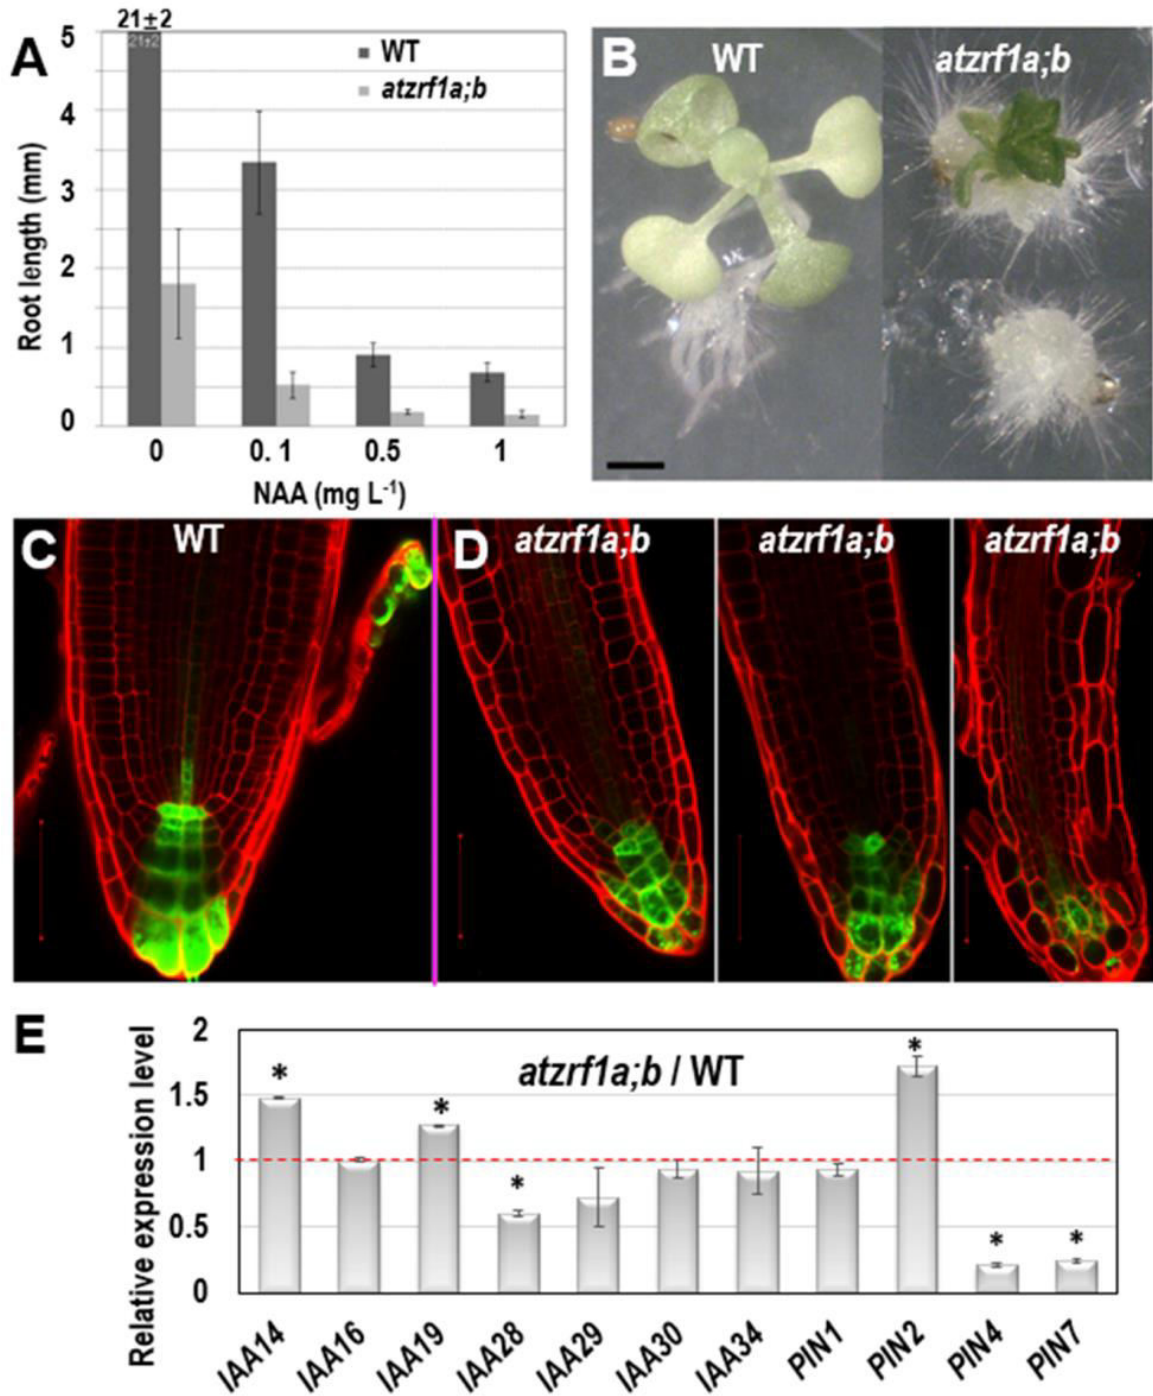 A
21±2
21±2
5
4
3
2
1
0
Root length (mm)
WT
atzrf1a;b
0
0. 1
0.5
1
NAA (mg L-1)
B
WT
atzrf1a;b
C
WT
D
atzrf1a;b
atzrf1a;b
atzrf1a;b
E
Relative expression level
2
1.5
1
0.5
0
atzrf1a;b / WT
*
*
*
*
*
*
IAA14
IAA16
IAA19
IAA28
IAA29
IAA30
IAA34
PIN1
PIN2
PIN4
PIN7